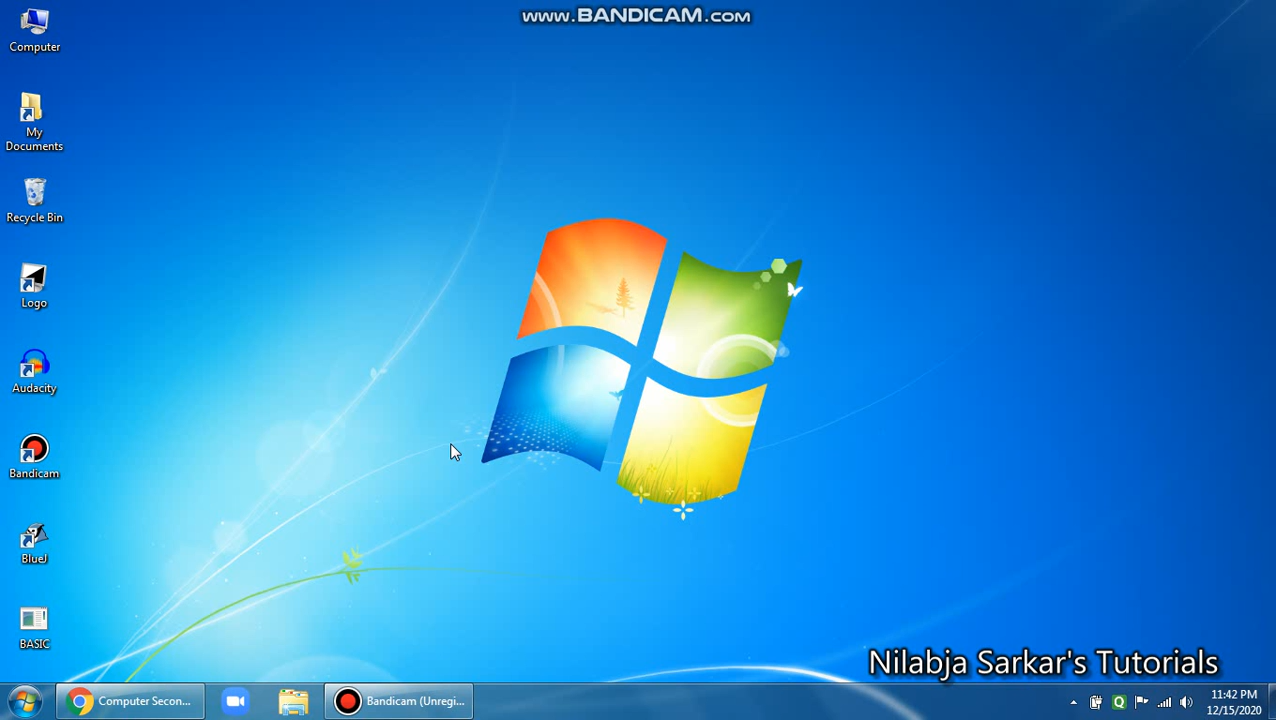 www.BANDICAM.com
Computer
My
Documents
Recycle Bin
Logo
Audacity
Bandicam
BlueJ
BASIC
Nilabja Sarkar's Tutorials
Computer Secon...
Bandicam (Unregi...
11:42 PM
12/15/2020